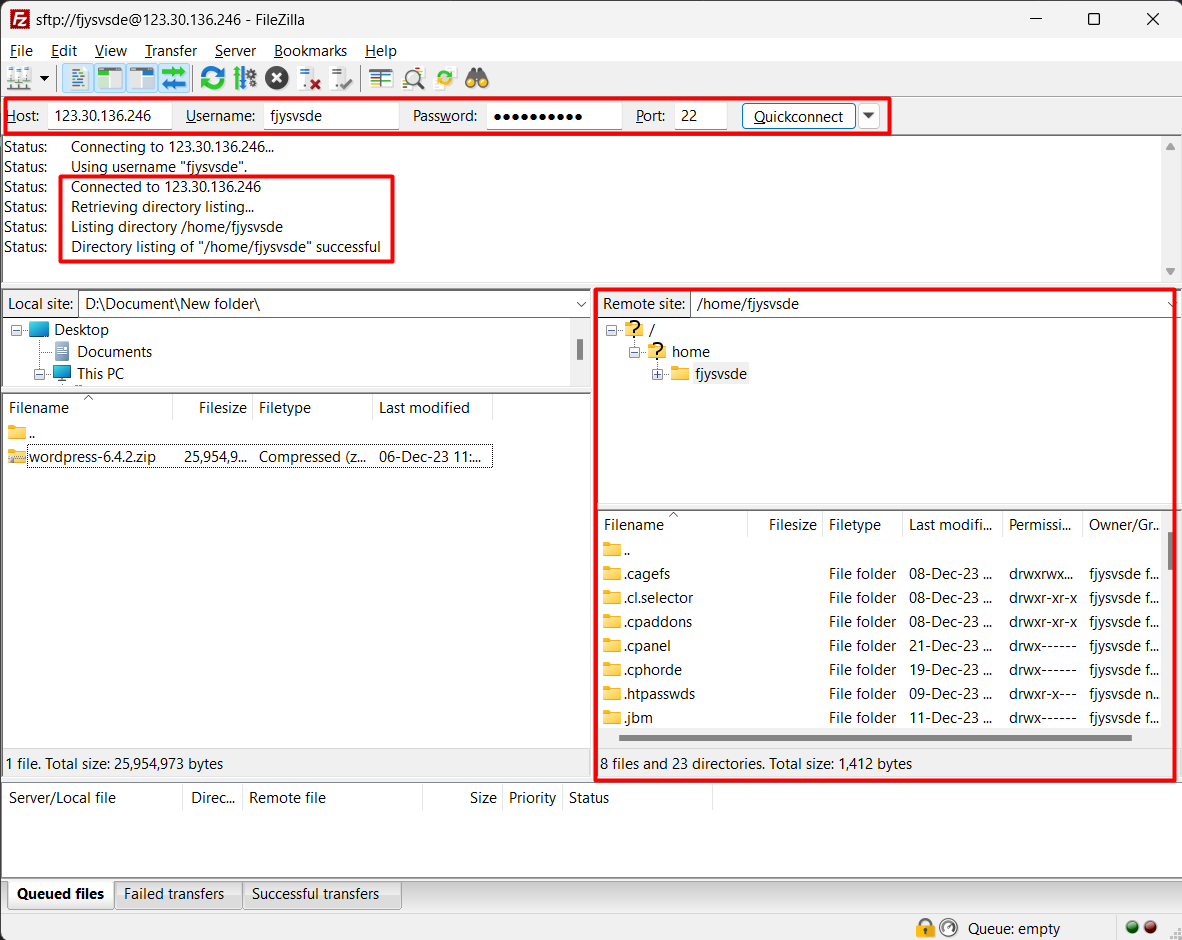 sftp://fjysvsde@123.30.136.246 - FileZilla
File Edit View Transfer Server Bookmarks Help
Host: 123.30.136.246 Username: fjysvsde Password: ●●●●●●●●●● Port: 22 Quickconnect
Status: Connecting to 123.30.136.246...
Status: Using username "fjysvsde".
Status: Connected to 123.30.136.246
Status: Retrieving directory listing...
Status: Listing directory /home/fjysvsde
Status: Directory listing of "/home/fjysvsde" successful
Local site: D:\Document\New folder\
Desktop
Documents
This PC
Filename Filesize Filetype Last modified
..
wordpress-6.4.2.zip 25,954,9... Compressed (z... 06-Dec-23 11:...
1 file. Total size: 25,954,973 bytes
Remote site: /home/fjysvsde
/
home
fjysvsde
Filename Filesize Filetype Last modifi... Permissi... Owner/Gr...
..
.cagefs File folder 08-Dec-23 ... drwxrwx... fjysvsde f...
.cl.selector File folder 08-Dec-23 ... drwxr-xr-x fjysvsde f...
.cpaddons File folder 08-Dec-23 ... drwxr-xr-x fjysvsde f...
.cpanel File folder 21-Dec-23 ... drwx------ fjysvsde f...
.cphorde File folder 19-Dec-23 ... drwx------ fjysvsde f...
.htpasswds File folder 09-Dec-23 ... drwxr-x--- fjysvsde n...
.jbm File folder 11-Dec-23 ... drwx------ fjysvsde f...
8 files and 23 directories. Total size: 1,412 bytes
Server/Local file Direc... Remote file Size Priority Status
Queued files Failed transfers Successful transfers
Queue: empty